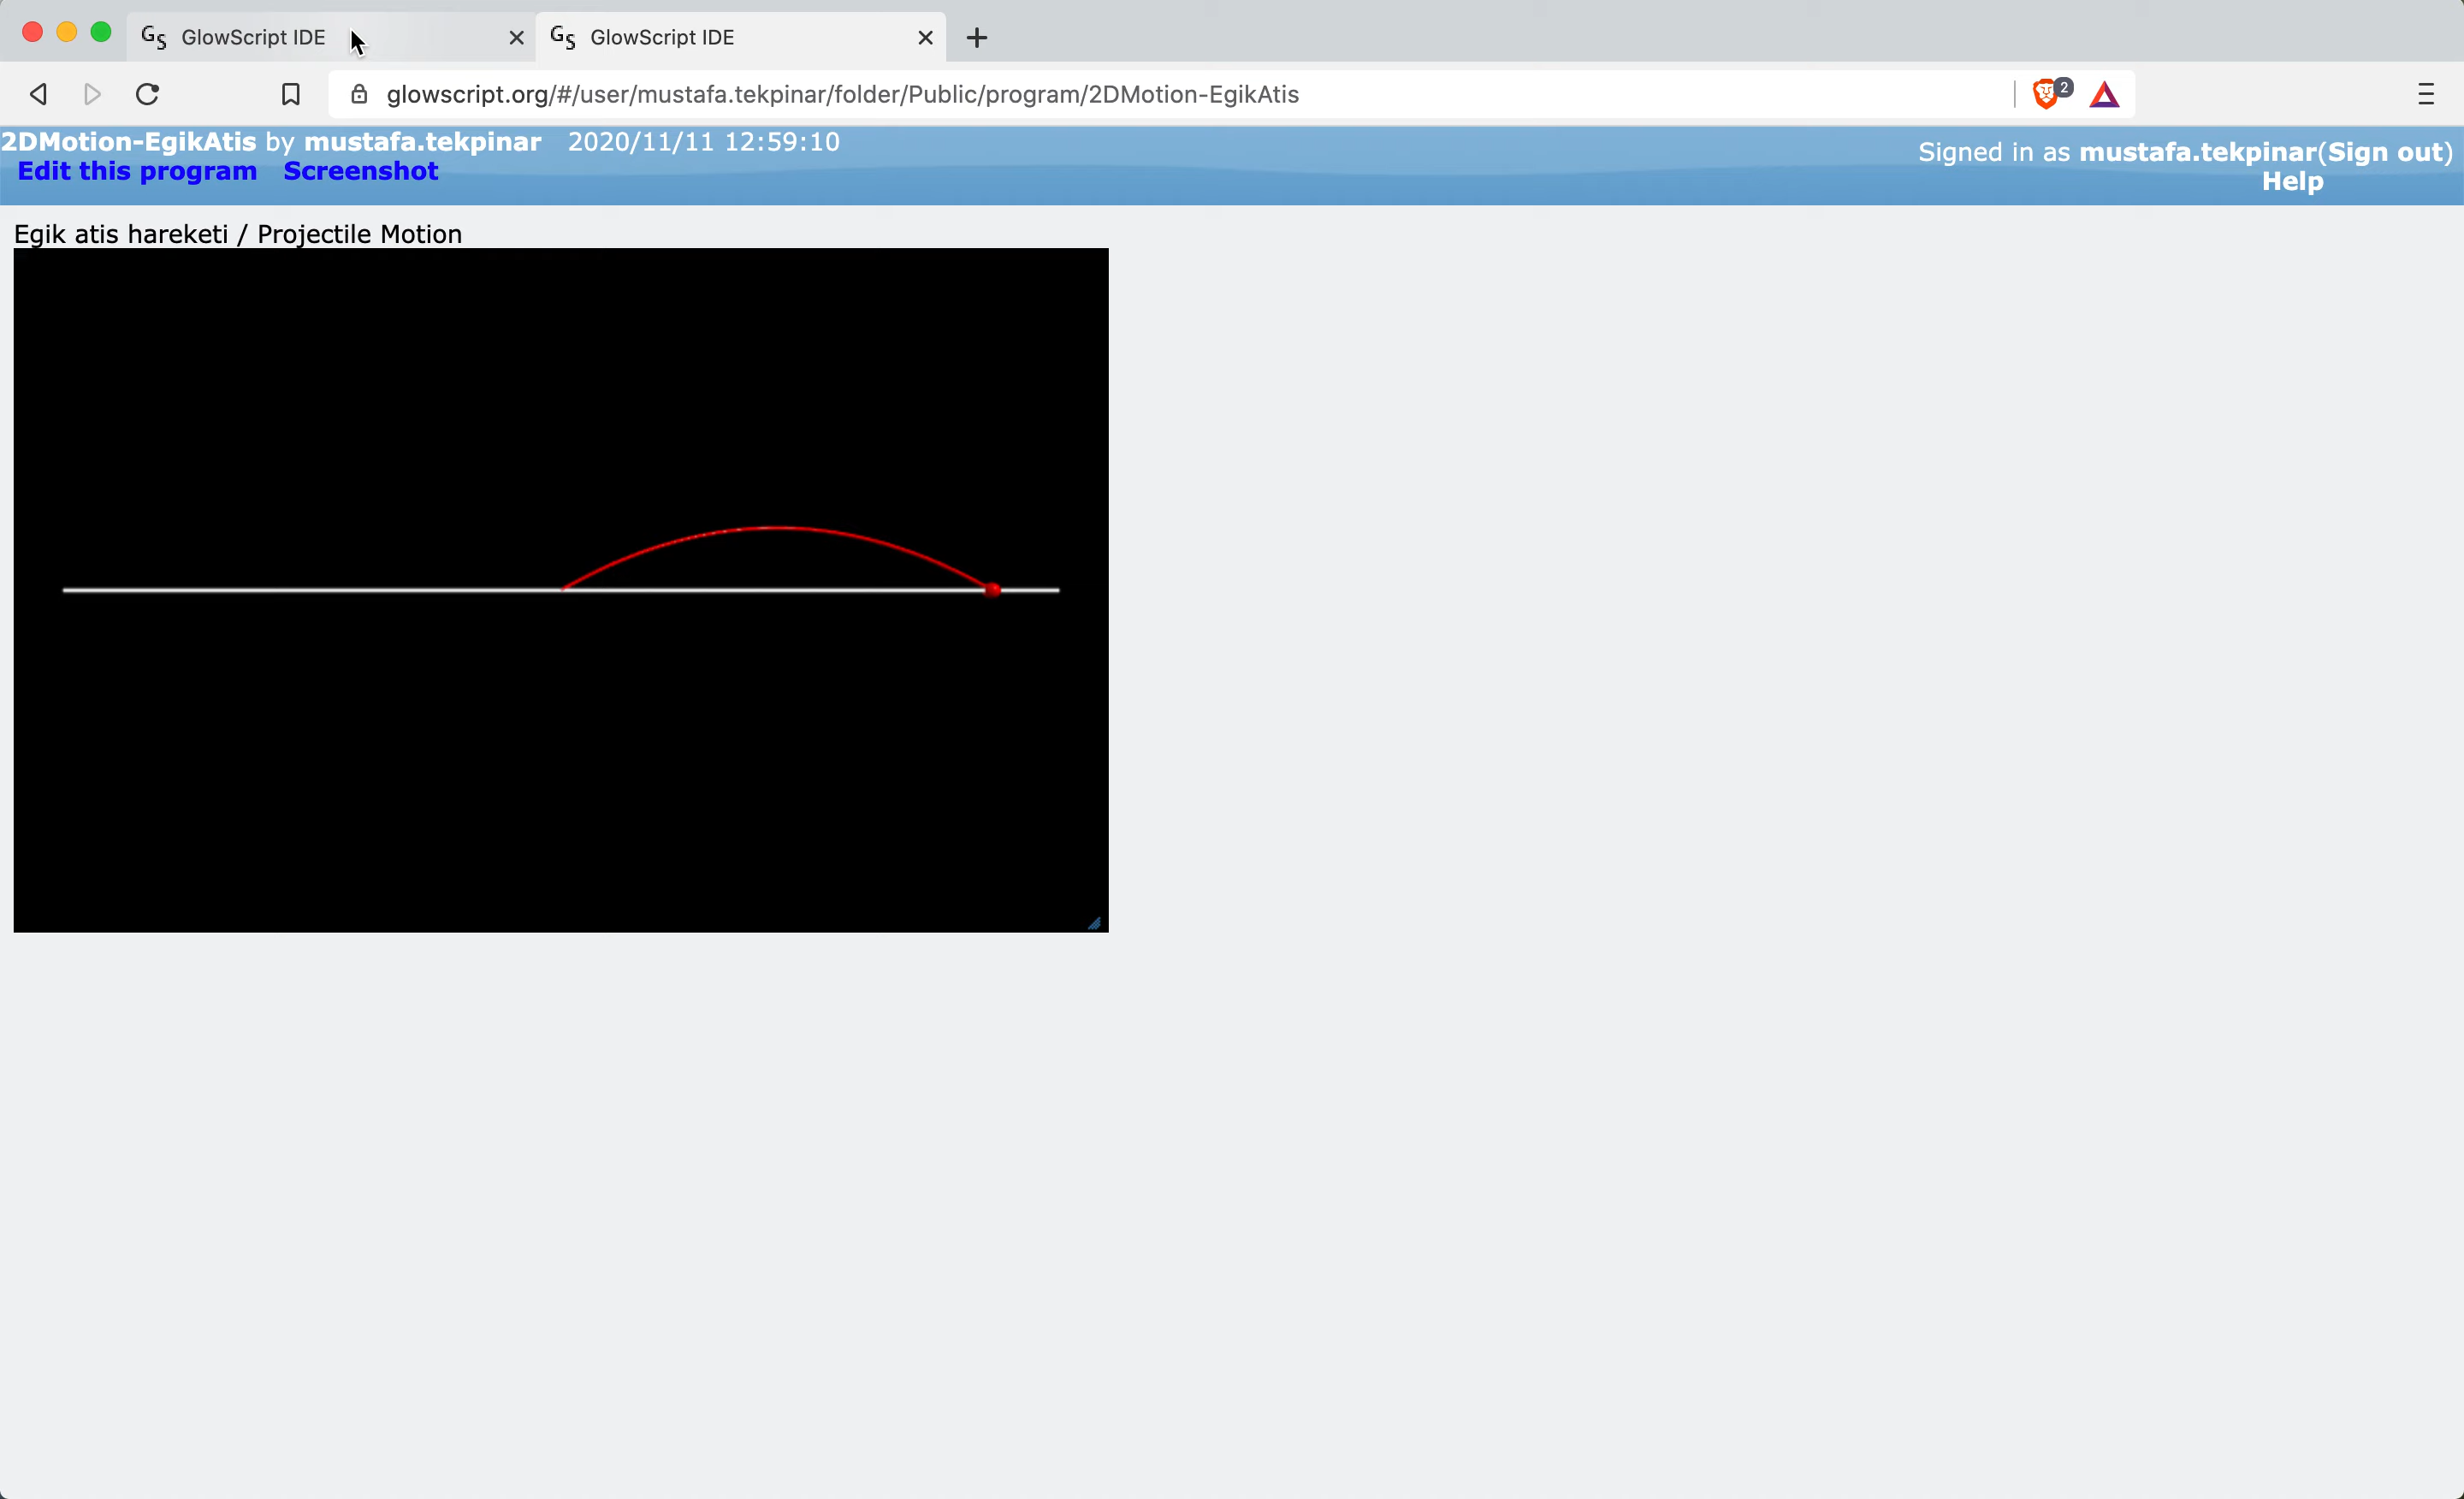 GlowScript IDE
GlowScript IDE
glowscript.org/#/user/mustafa.tekpinar/folder/Public/program/2DMotion-EgikAtis
2
2DMotion-EgikAtis by mustafa.tekpinar 2020/11/11 12:59:10
Edit this program Screenshot
Signed in as mustafa.tekpinar(Sign out)
Help
Egik atis hareketi / Projectile Motion